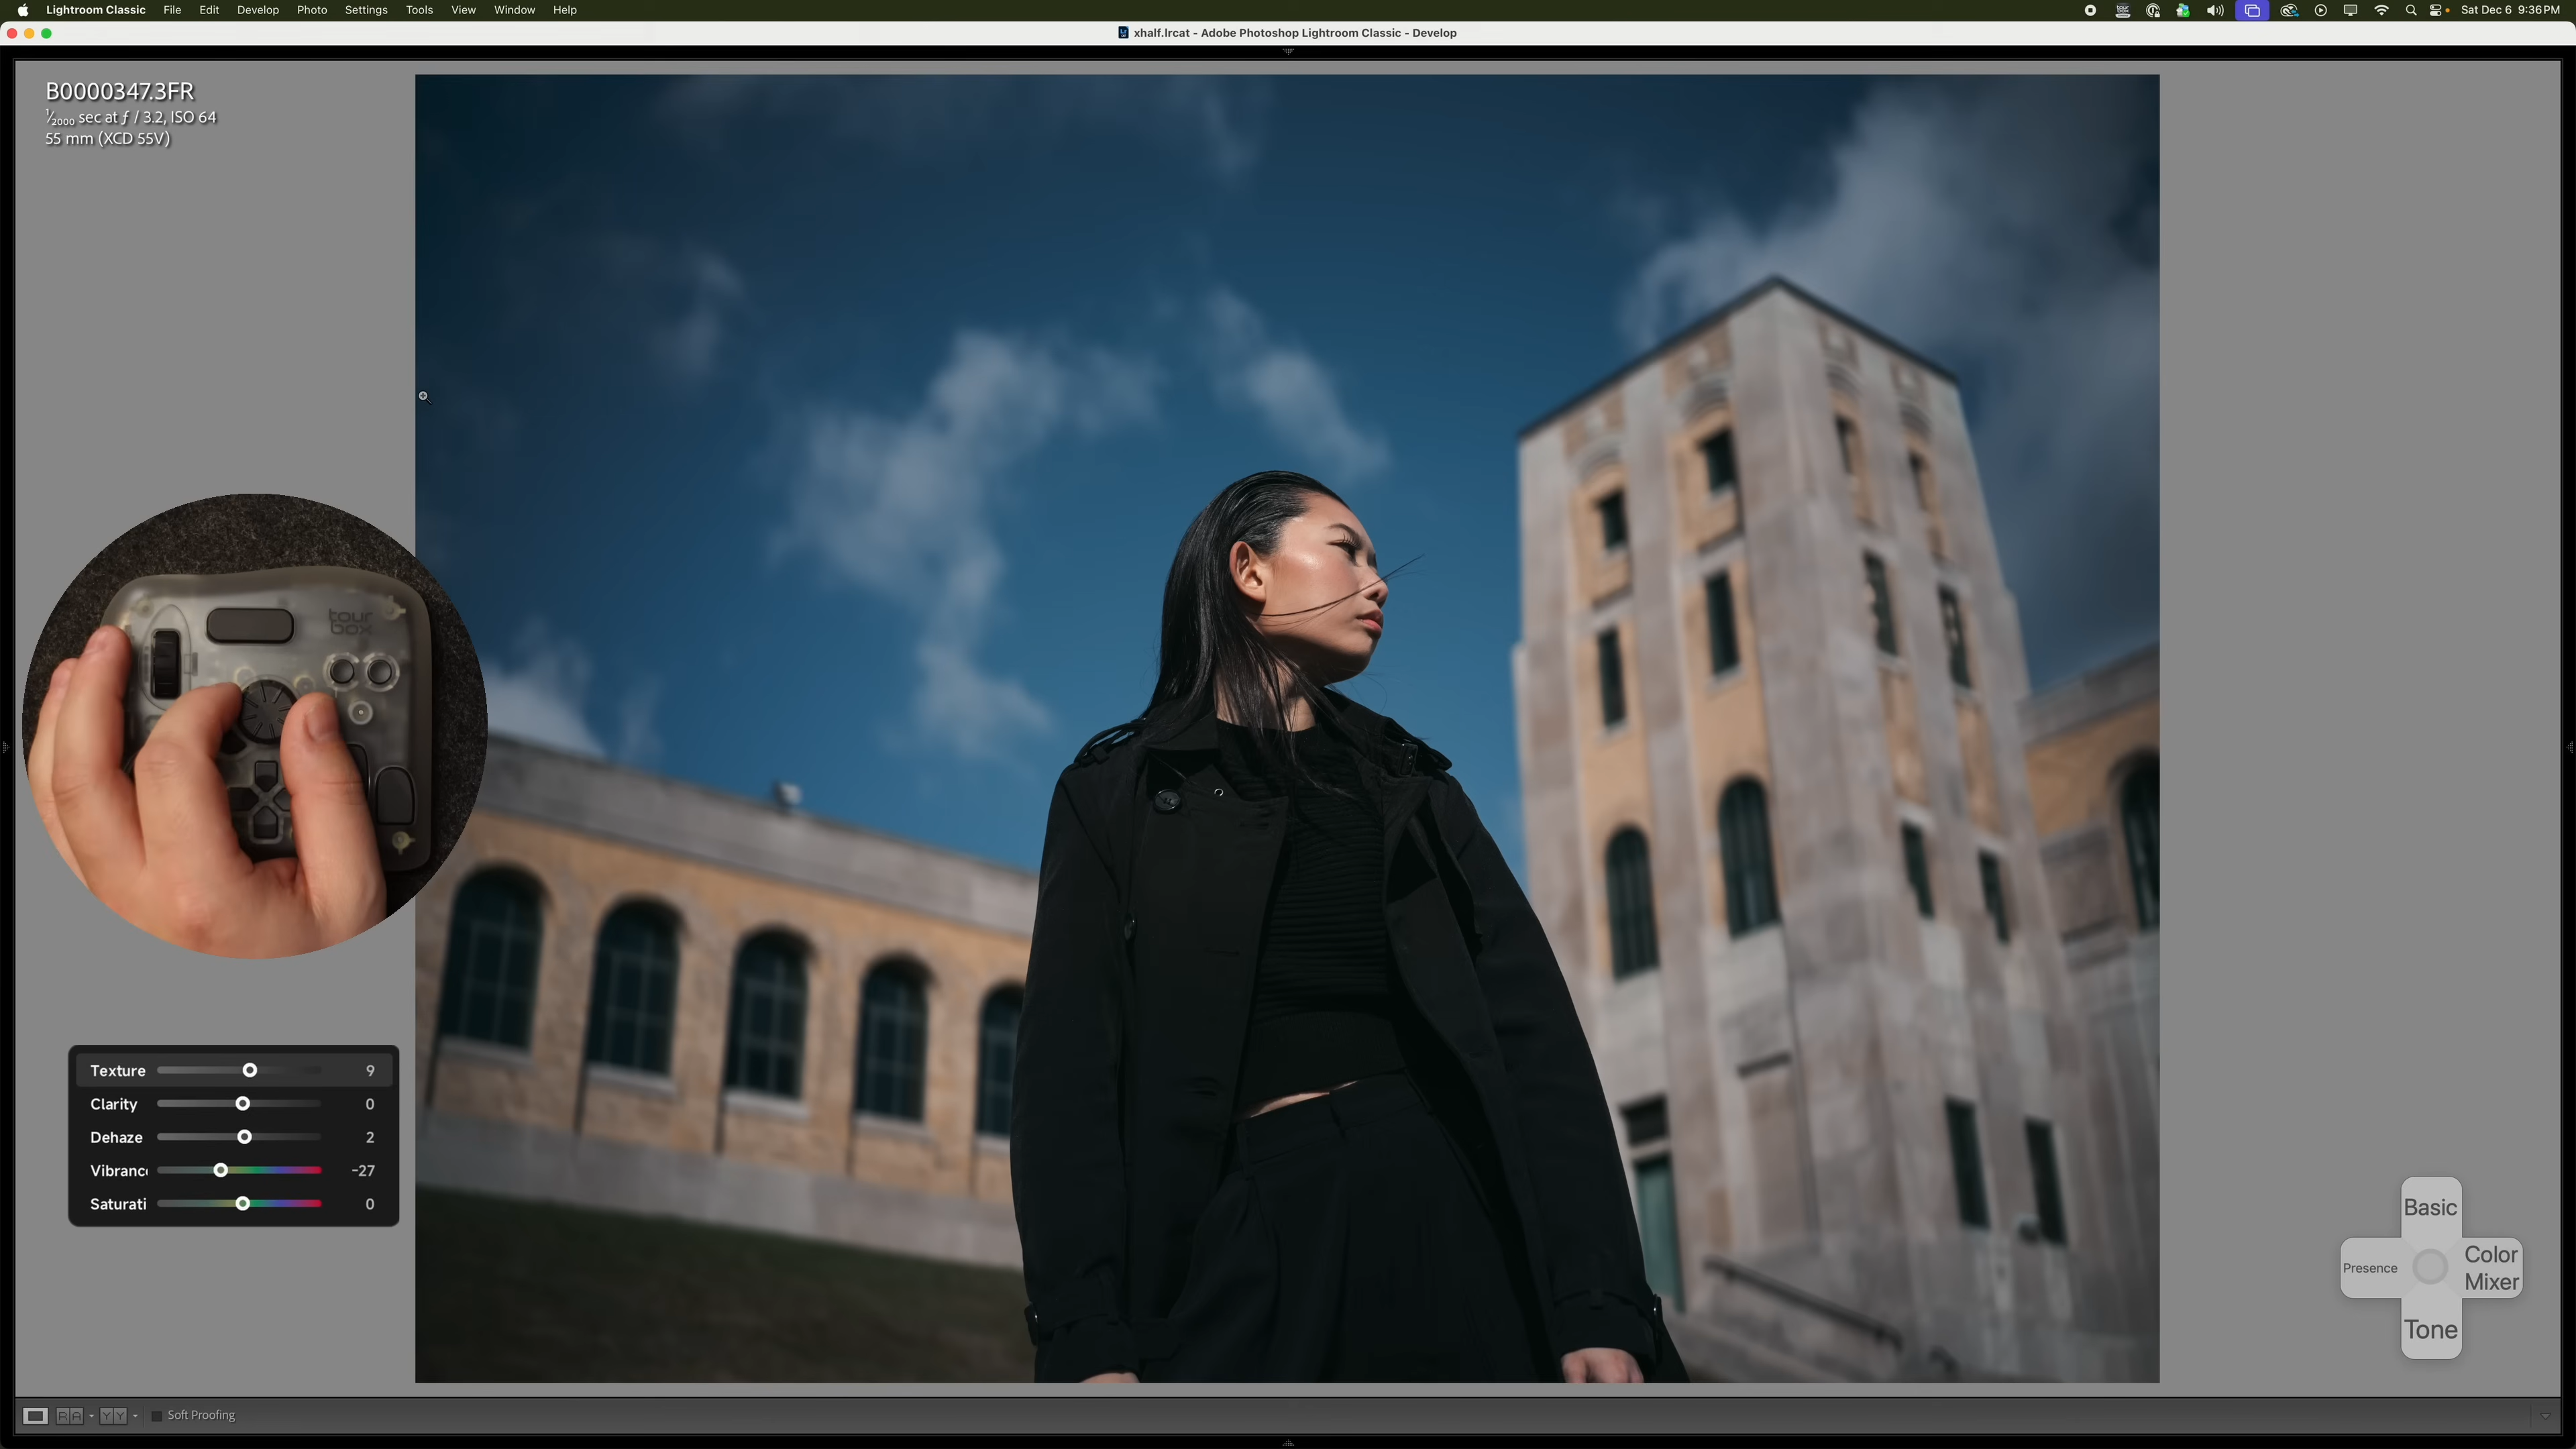 Lightroom Classic File Edit Develop Photo Settings Tools View Window Help
Sat Dec 6 9:36 PM
xhalf.lrcat - Adobe Photoshop Lightroom Classic - Develop
B0000347.3FR
1/2000 sec at ƒ / 3.2, ISO 64
55 mm (XCD 55V)
tour
box
Texture 9
Clarity 0
Dehaze 2
Vibranc -27
Saturati 0
Basic
Presence
Color
Mixer
Tone
R A Y Y Soft Proofing